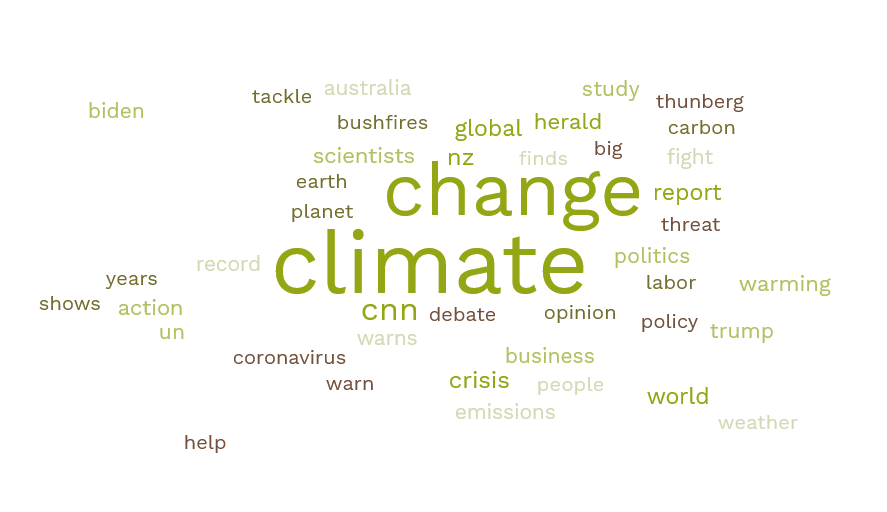 tackle
australia
study
biden
thunberg
bushfires
global
herald
carbon
scientists
nz
finds
big
fight
earth
change
report
planet
threat
record
climate
politics
years
labor
warming
shows
action
cnn
debate
opinion
policy
un
warns
trump
coronavirus
business
warn
crisis
people
world
emissions
weather
help